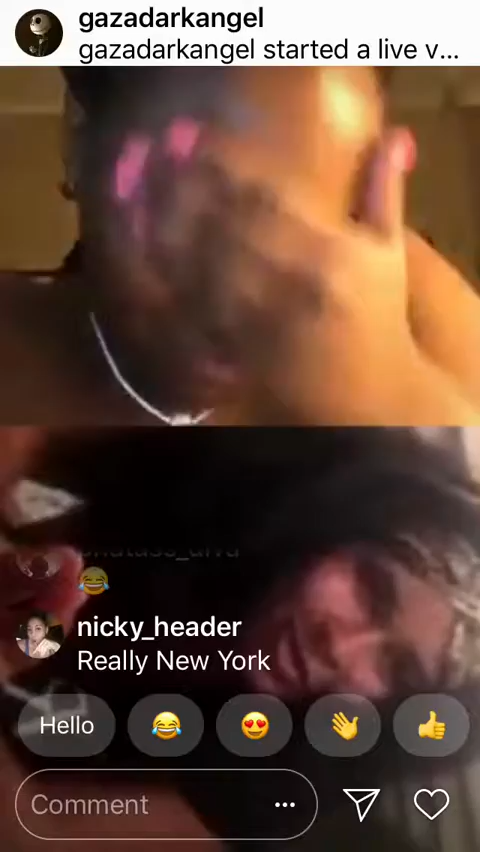 gazadarkangel
gazadarkangel started a live v...
😂
nicky_header
Really New York
Hello 😂 😍 👋 👍
Comment ...